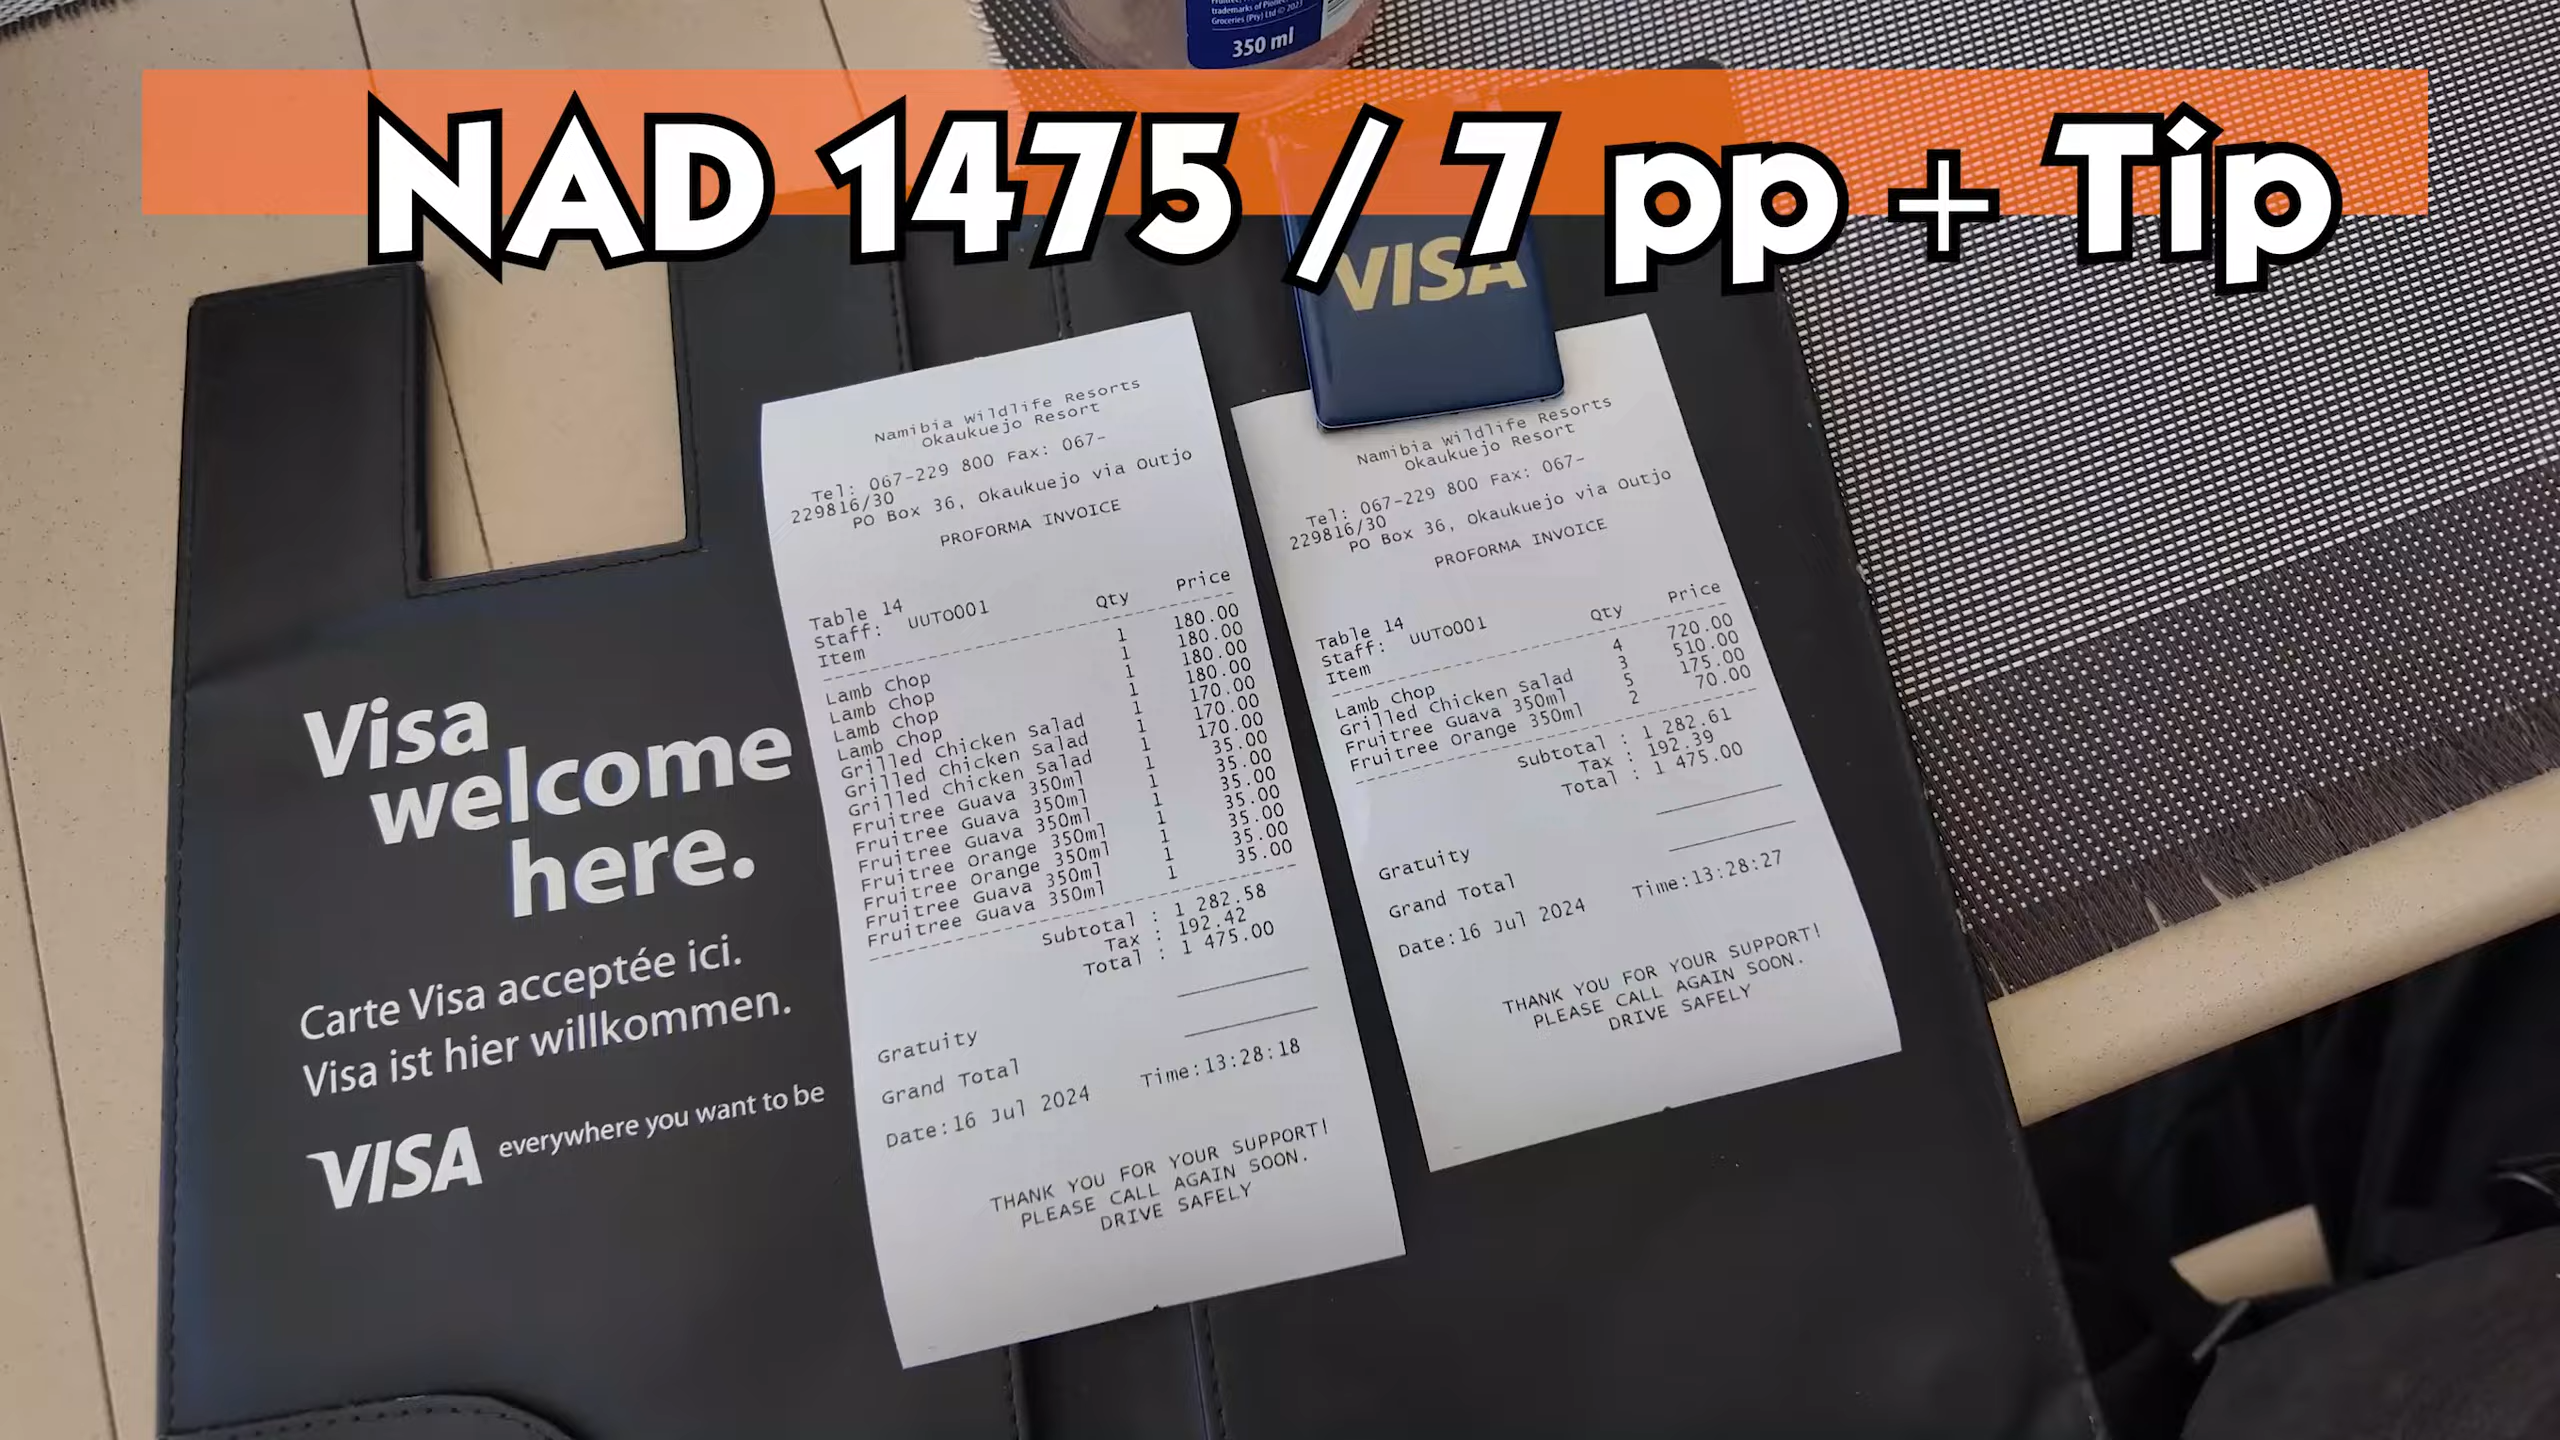 trademarks of Pioneer
Groceries (Pty) Ltd © 2023
350 ml
NAD 1475 / 7 pp + Tip
VISA
Visa
welcome
here.
Carte Visa acceptée ici.
Visa ist hier willkommen.
VISA everywhere you want to be
Namibia Wildlife Resorts
Okaukuejo Resort
Tel: 067-229 800 Fax: 067-
229816/30
PO Box 36, Okaukuejo via Outjo
PROFORMA INVOICE
Table 14
Staff: UUTO001
Item Qty Price
Lamb Chop 1 180.00
Lamb Chop 1 180.00
Lamb Chop 1 180.00
Lamb Chop 1 180.00
Grilled Chicken Salad 1 170.00
Grilled Chicken Salad 1 170.00
Grilled Chicken Salad 1 170.00
Fruitree Guava 350ml 1 35.00
Fruitree Guava 350ml 1 35.00
Fruitree Guava 350ml 1 35.00
Fruitree Orange 350ml 1 35.00
Fruitree Orange 350ml 1 35.00
Fruitree Guava 350ml 1 35.00
Fruitree Guava 350ml 1 35.00
Subtotal : 1 282.58
Tax : 192.42
Total : 1 475.00
Gratuity
Grand Total
Date:16 Jul 2024 Time:13:28:18
THANK YOU FOR YOUR SUPPORT!
PLEASE CALL AGAIN SOON.
DRIVE SAFELY
Namibia Wildlife Resorts
Okaukuejo Resort
Tel: 067-229 800 Fax: 067-
229816/30
PO Box 36, Okaukuejo via Outjo
PROFORMA INVOICE
Table 14
Staff: UUTO001
Item Qty Price
Lamb Chop 4 720.00
Grilled Chicken Salad 3 510.00
Fruitree Guava 350ml 5 175.00
Fruitree Orange 350ml 2 70.00
Subtotal : 1 282.61
Tax : 192.39
Total : 1 475.00
Gratuity
Grand Total
Date:16 Jul 2024 Time:13:28:27
THANK YOU FOR YOUR SUPPORT!
PLEASE CALL AGAIN SOON.
DRIVE SAFELY